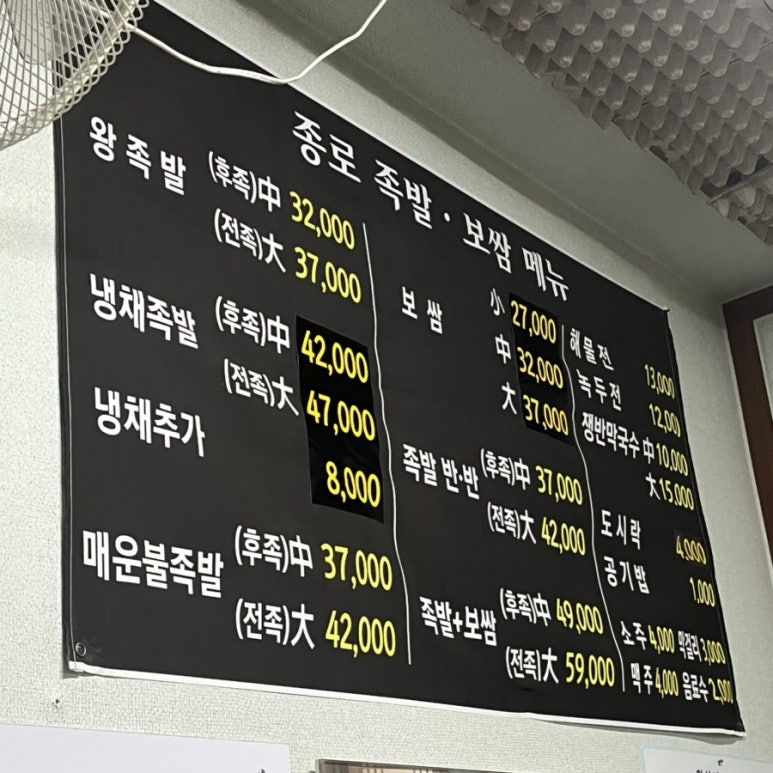 종로 족발·보쌈 메뉴
왕족발 (후족)中 32,000
(전족)大 37,000
냉채족발 (후족)中 42,000
(전족)大 47,000
냉채추가 8,000
매운불족발 (후족)中 37,000
(전족)大 42,000
보쌈 小 27,000
中 32,000
大 37,000
족발 반·반 (후족)中 37,000
(전족)大 42,000
족발+보쌈 (후족)中 49,000
(전족)大 59,000
해물전 13,000
녹두전 12,000
쟁반막국수 中 10,000
大 15,000
도시락 4,000
공기밥 1,000
소주 4,000 막걸리 3,000
맥주 4,000 음료수 2,000